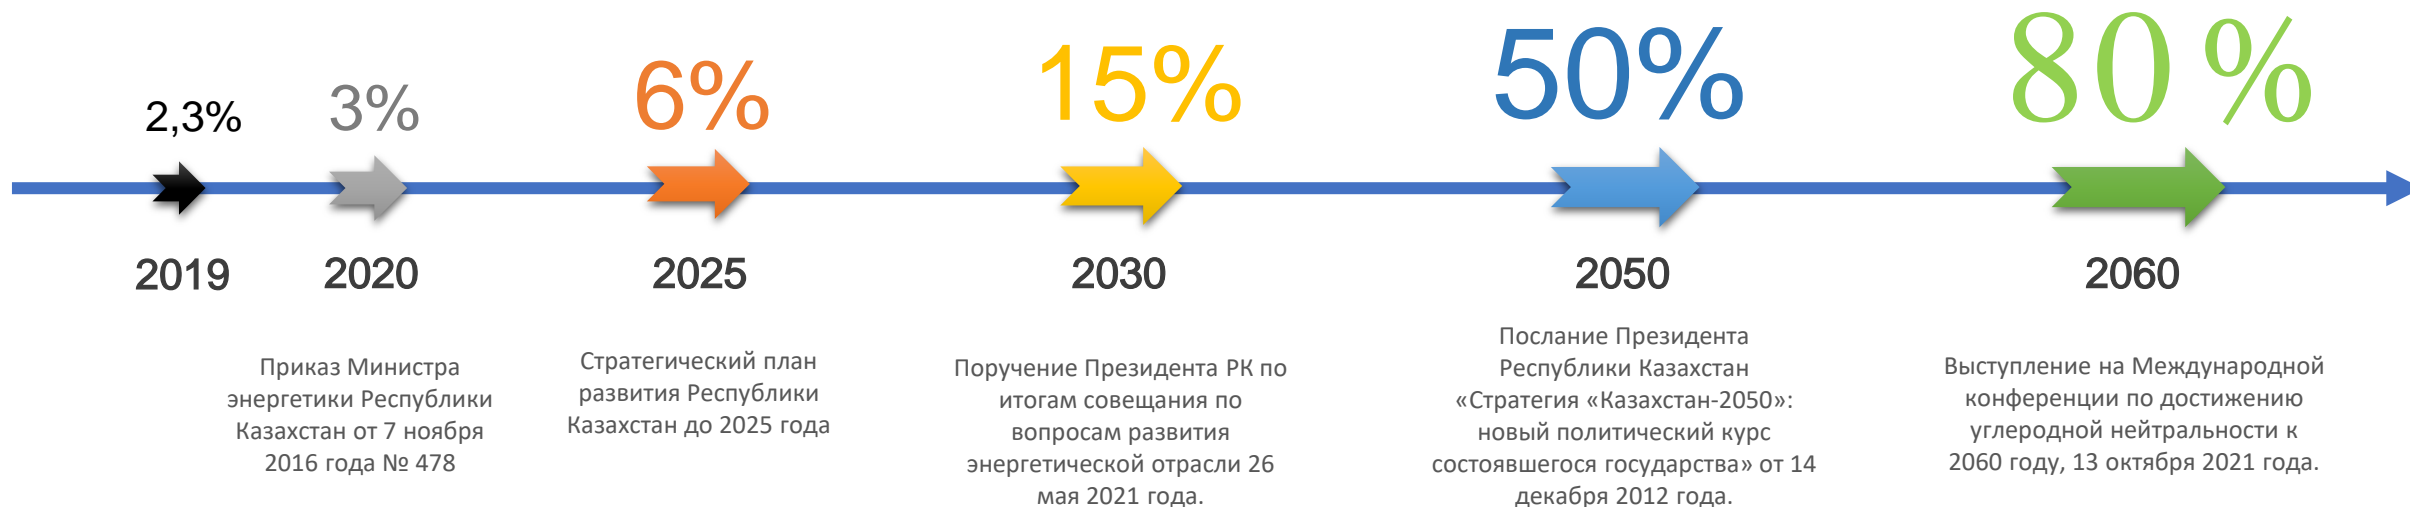 2,3%
3%
6%
15%
50%
80 %
2019
2020
2025
2030
2050
2060
Приказ Министра
энергетики Республики
Казахстан от 7 ноября
2016 года № 478
Стратегический план
развития Республики
Казахстан до 2025 года
Поручение Президента РК по
итогам совещания по
вопросам развития
энергетической отрасли 26
мая 2021 года.
Послание Президента
Республики Казахстан
«Стратегия «Казахстан-2050»:
новый политический курс
состоявшегося государства» от 14
декабря 2012 года.
Выступление на Международной
конференции по достижению
углеродной нейтральности к
2060 году, 13 октября 2021 года.